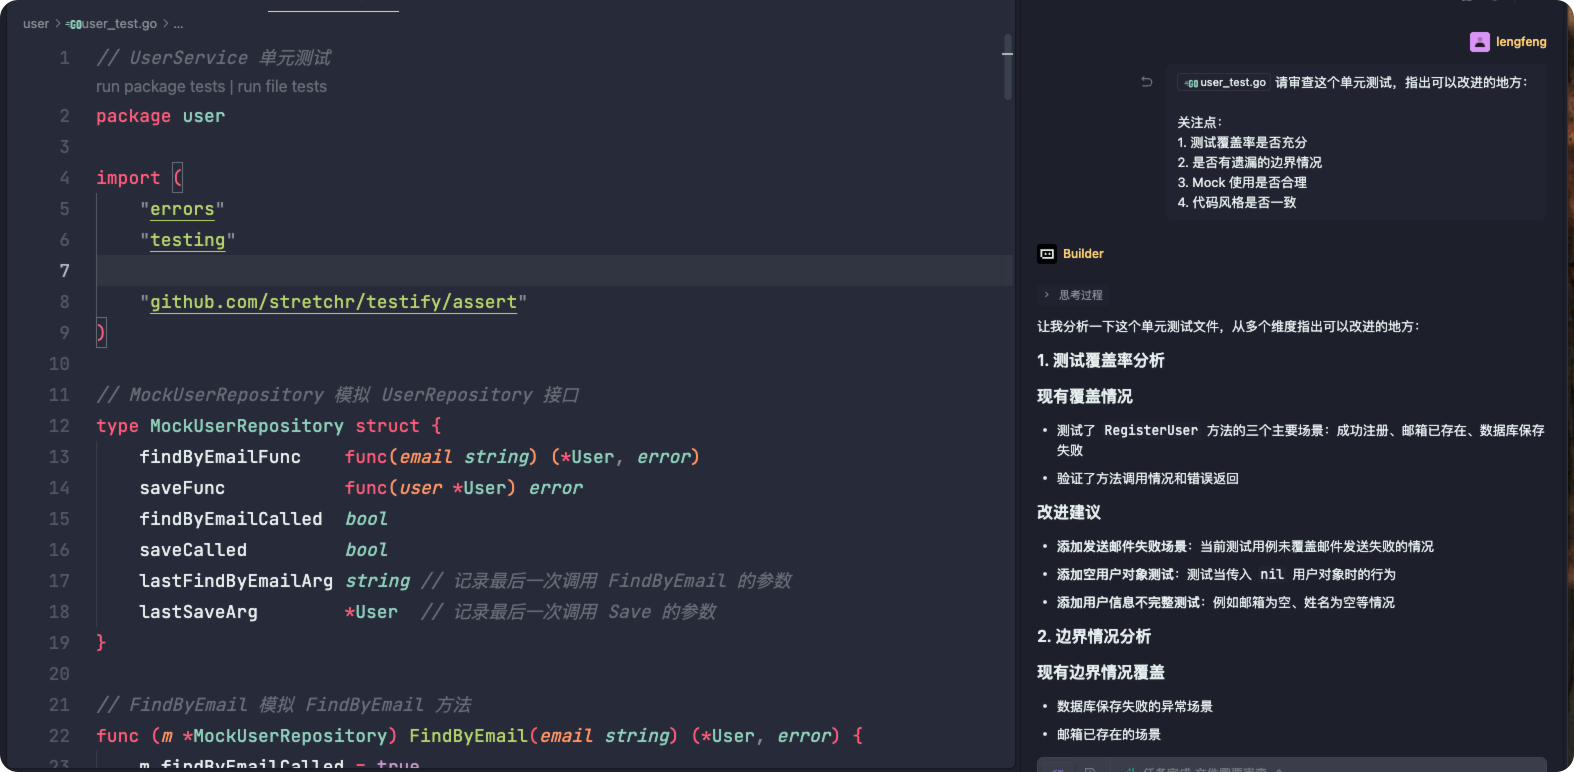 user > GO user_test.go > ...
1 // UserService 单元测试
run package tests | run file tests
2 package user
3
4 import (
5 "errors"
6 "testing"
7
8 "github.com/stretchr/testify/assert"
9 )
10
11 // MockUserRepository 模拟 UserRepository 接口
12 type MockUserRepository struct {
13 findByEmailFunc func(email string) (*User, error)
14 saveFunc func(user *User) error
15 findByEmailCalled bool
16 saveCalled bool
17 lastFindByEmailArg string // 记录最后一次调用 FindByEmail 的参数
18 lastSaveArg *User // 记录最后一次调用 Save 的参数
19 }
20
21 // FindByEmail 模拟 FindByEmail 方法
22 func (m *MockUserRepository) FindByEmail(email string) (*User, error) {
23 m.findByEmailCalled = true
lengfeng
GO user_test.go 请审查这个单元测试，指出可以改进的地方：
关注点：
1. 测试覆盖率是否充分
2. 是否有遗漏的边界情况
3. Mock 使用是否合理
4. 代码风格是否一致
Builder
> 思考过程
让我分析一下这个单元测试文件，从多个维度指出可以改进的地方：
1. 测试覆盖率分析
现有覆盖情况
• 测试了 RegisterUser 方法的三个主要场景：成功注册、邮箱已存在、数据库保存
失败
• 验证了方法调用情况和错误返回
改进建议
• 添加发送邮件失败场景：当前测试用例未覆盖邮件发送失败的情况
• 添加空用户对象测试：测试当传入 nil 用户对象时的行为
• 添加用户信息不完整测试：例如邮箱为空、姓名为空等情况
2. 边界情况分析
现有边界情况覆盖
• 数据库保存失败的异常场景
• 邮箱已存在的场景